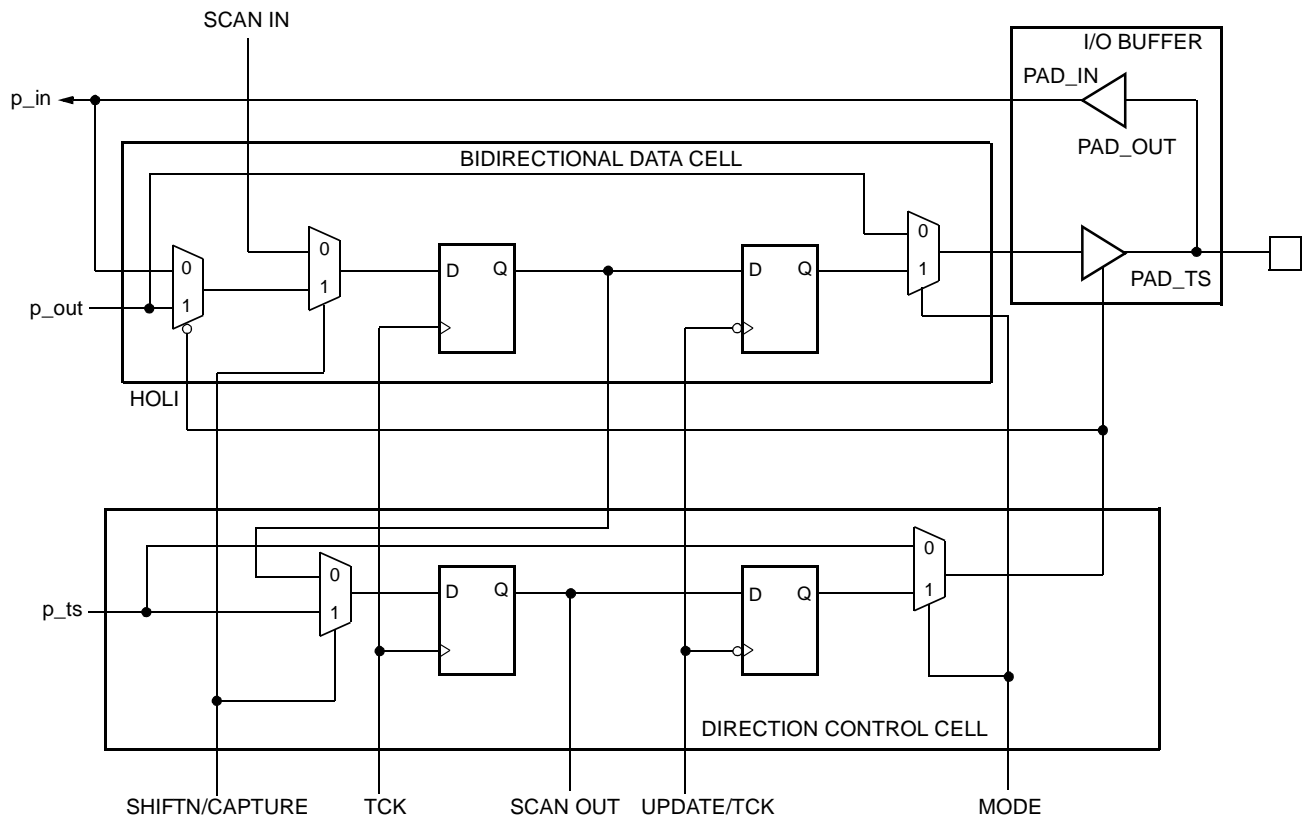 SCAN IN
I/O BUFFER
PAD_IN
p_in
PAD_OUT
BIDIRECTIONAL DATA CELL
0
0
0
D
Q
D
Q
1
1
1
PAD_TS
p_out
HOLI
0
0
D
Q
D
Q
1
1
p_ts
DIRECTION CONTROL CELL
SHIFTN/CAPTURE
TCK
SCAN OUT
UPDATE/TCK
MODE